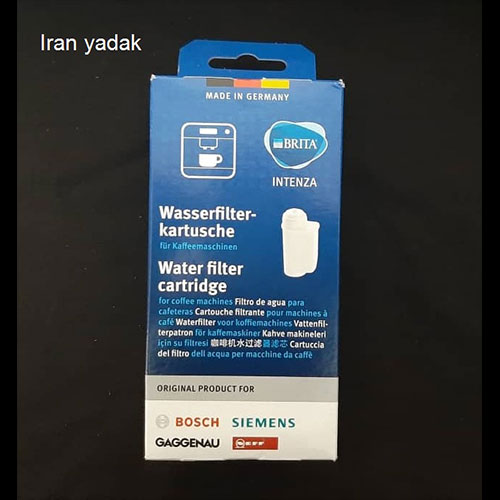 Iran yadak
MADE IN GERMANY
BRITA
INTENZA
Wasserfilter-
kartusche
für Kaffeemaschinen
Water filter
cartridge
for coffee machines Filtro de agua para
cafeteras Cartouche filtrante pour machines à
café Waterfilter voor koffiemachines Vattenfil-
terpatron för kaffemaskiner Kahve makineleri
için su filtresi 咖啡机水过滤器滤芯 Cartuccia
del filtro dell acqua per macchine da caffè
ORIGINAL PRODUCT FOR
BOSCH SIEMENS
GAGGENAU NEFF